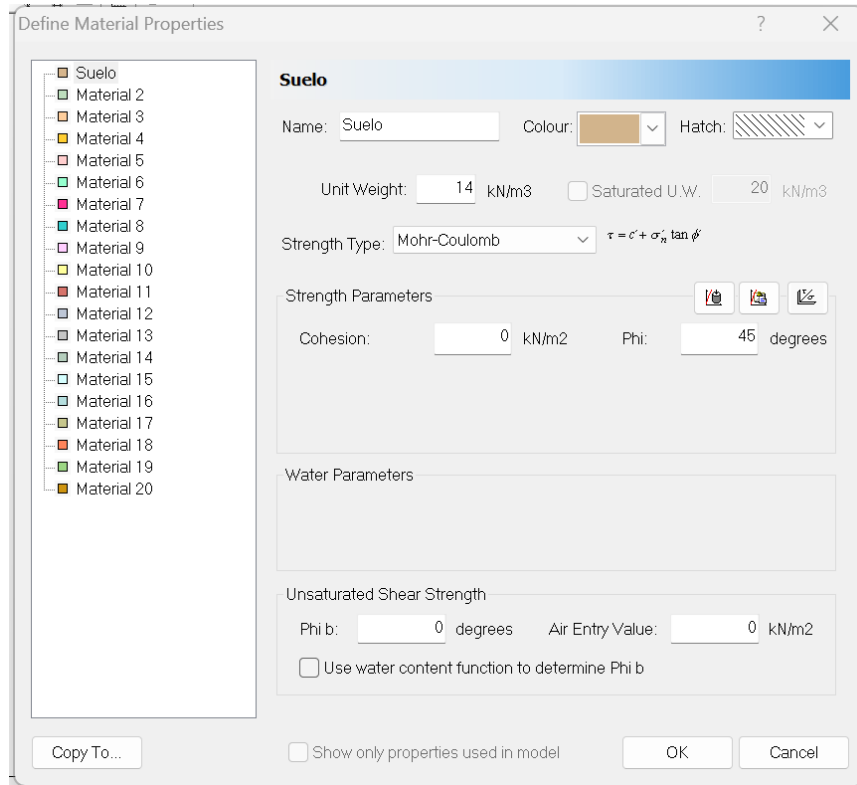 Define Material Properties ?
Suelo
Material 2
Material 3
Material 4
Material 5
Material 6
Material 7
Material 8
Material 9
Material 10
Material 11
Material 12
Material 13
Material 14
Material 15
Material 16
Material 17
Material 18
Material 19
Material 20
Copy To...
Suelo
Name: Suelo Colour: Hatch:
Unit Weight: 14 kN/m3 Saturated U.W. 20 kN/m3
Strength Type: Mohr-Coulomb τ = c′ + σ′n tan ϕ′
Strength Parameters
Cohesion: 0 kN/m2 Phi: 45 degrees
Water Parameters
Unsaturated Shear Strength
Phi b: 0 degrees Air Entry Value: 0 kN/m2
Use water content function to determine Phi b
Show only properties used in model OK Cancel